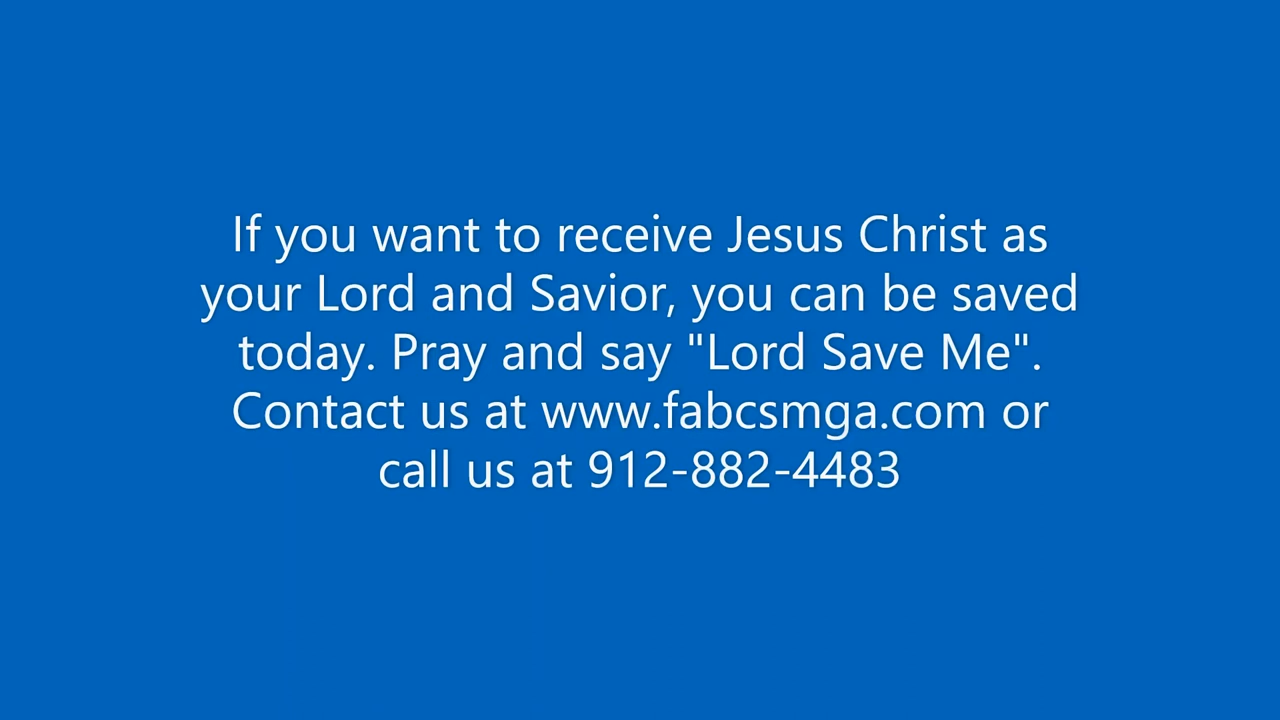 If you want to receive Jesus Christ as
your Lord and Savior, you can be saved
today. Pray and say "Lord Save Me".
Contact us at www.fabcsmga.com or
call us at 912-882-4483